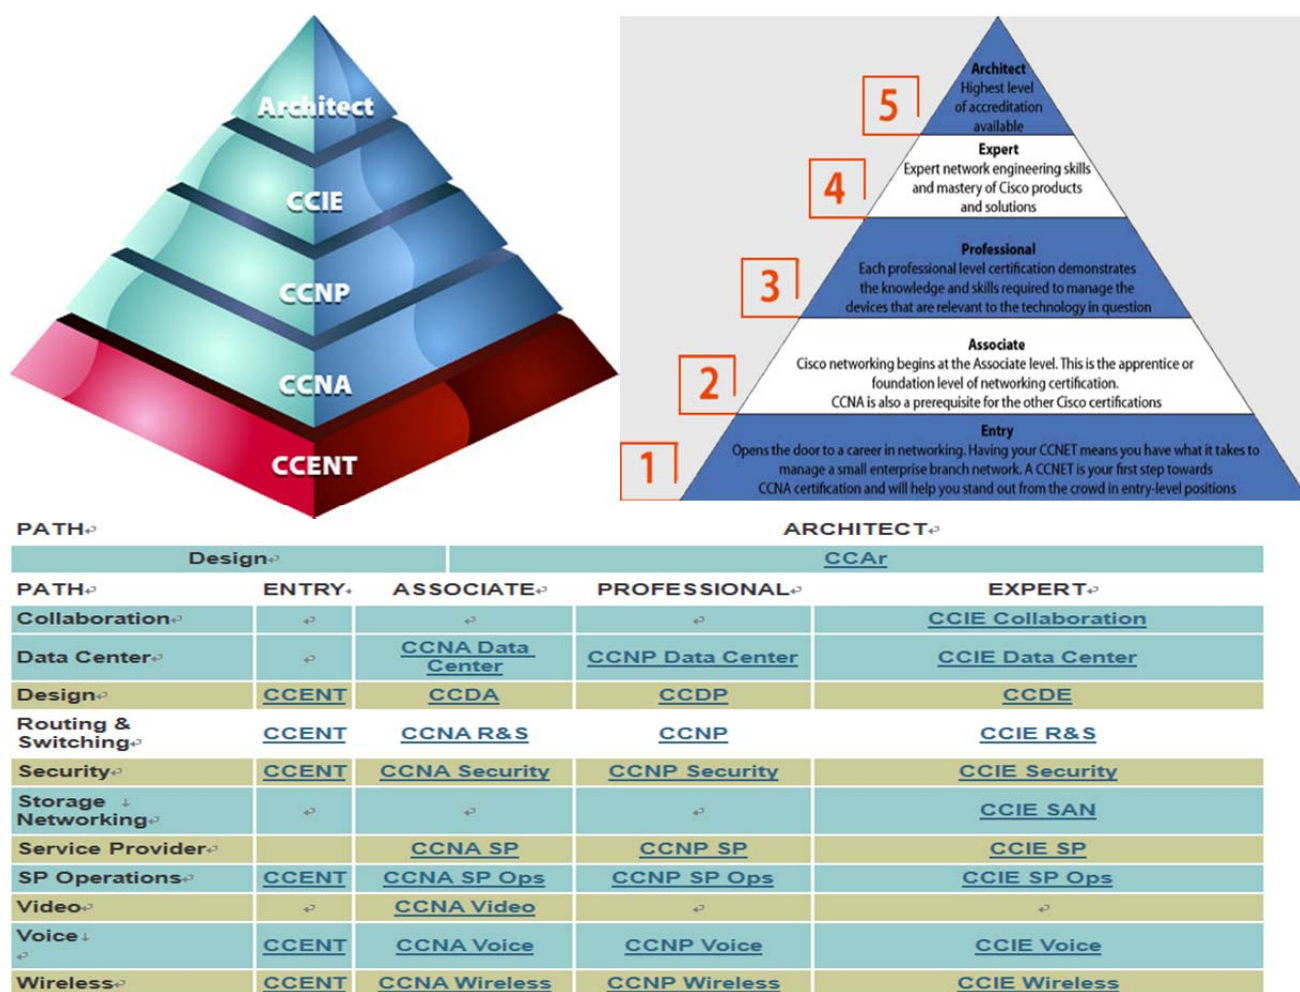 Architect
CCIE
CCNP
CCNA
CCENT
5
Architect
Highest level
of accreditation
available
4
Expert
Expert network engineering skills
and mastery of Cisco products
and solutions
3
Professional
Each professional level certification demonstrates
the knowledge and skills required to manage the
devices that are relevant to the technology in question
2
Associate
Cisco networking begins at the Associate level. This is the apprentice or
foundation level of networking certification.
CCNA is also a prerequisite for the other Cisco certifications
1
Entry
Opens the door to a career in networking. Having your CCNET means you have what it takes to
manage a small enterprise branch network. A CCNET is your first step towards
CCNA certification and will help you stand out from the crowd in entry-level positions
PATH ARCHITECT
Design CCAr
PATH ENTRY ASSOCIATE PROFESSIONAL EXPERT
Collaboration CCIE Collaboration
Data Center CCNA Data Center CCNP Data Center CCIE Data Center
Design CCENT CCDA CCDP CCDE
Routing & Switching CCENT CCNA R&S CCNP CCIE R&S
Security CCENT CCNA Security CCNP Security CCIE Security
Storage Networking CCIE SAN
Service Provider CCNA SP CCNP SP CCIE SP
SP Operations CCENT CCNA SP Ops CCNP SP Ops CCIE SP Ops
Video CCNA Video
Voice CCENT CCNA Voice CCNP Voice CCIE Voice
Wireless CCENT CCNA Wireless CCNP Wireless CCIE Wireless